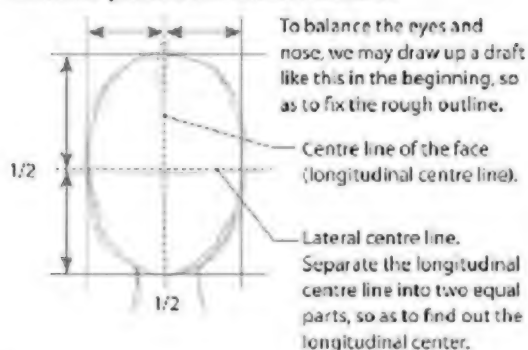 To balance the eyes and
nose, we may draw up a draft
like this in the beginning, so
as to fix the rough outline.
Centre line of the face
(longitudinal centre line).
1/2
Lateral centre line.
Separate the longitudinal
centre line into two equal
parts, so as to find out the
longitudinal center.
1/2